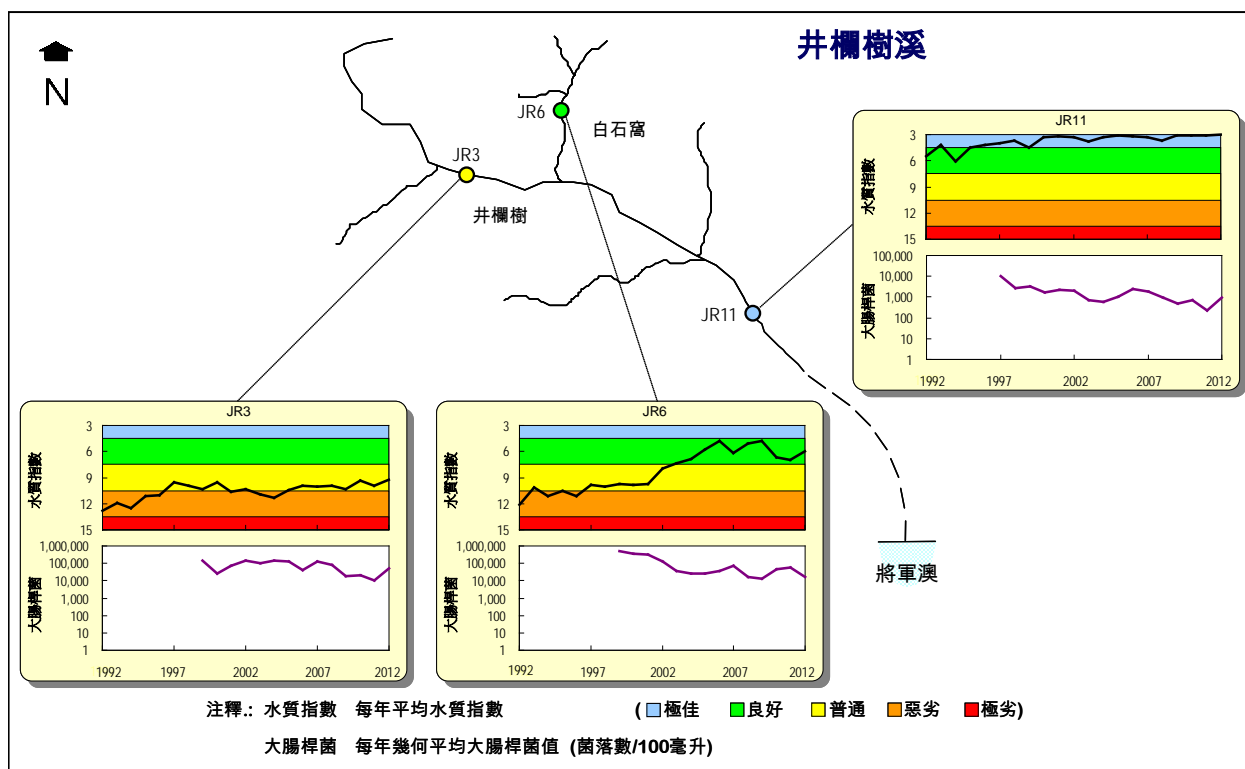 井欄樹溪
N
JR6
白石窩
JR3
井欄樹
JR11
將軍澳
JR11
水質指數
3
6
9
12
15
大腸桿菌
100,000
10,000
1,000
100
10
1
1992 1997 2002 2007 2012
JR3
水質指數
3
6
9
12
15
大腸桿菌
1,000,000
100,000
10,000
1,000
100
10
1
1992 1997 2002 2007 2012
JR6
水質指數
3
6
9
12
15
大腸桿菌
1,000,000
100,000
10,000
1,000
100
10
1
1992 1997 2002 2007 2012
注釋.: 水質指數 每年平均水質指數 ( 極佳 良好 普通 惡劣 極劣)
大腸桿菌 每年幾何平均大腸桿菌值 (菌落數/100毫升)